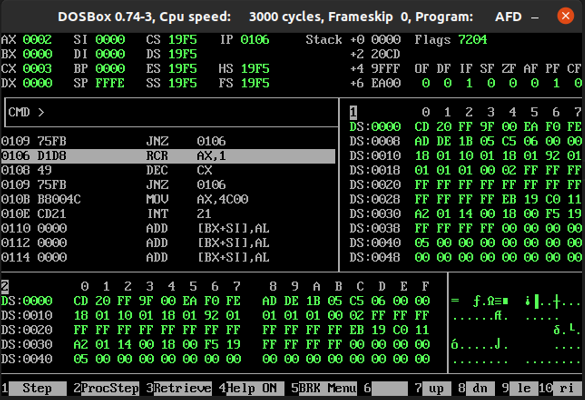 DOSBox 0.74-3, Cpu speed: 3000 cycles, Frameskip 0, Program: AFD
AX 0002 SI 0000 CS 19F5 IP 0106 Stack +0 0000 Flags 7204
BX 0000 DI 0000 DS 19F5 +2 20CD
CX 0003 BP 0000 ES 19F5 HS 19F5 +4 9FFF OF DF IF SF ZF AF PF CF
DX 0000 SP FFFE SS 19F5 FS 19F5 +6 EA00 0 0 1 0 0 0 1 0
CMD >
1 0 1 2 3 4 5 6 7
DS:0000 CD 20 FF 9F 00 EA F0 FE
DS:0008 AD DE 1B 05 C5 06 00 00
DS:0010 18 01 10 01 18 01 92 01
DS:0018 01 01 01 00 02 FF FF FF
DS:0020 FF FF FF FF FF FF FF FF
DS:0028 FF FF FF FF EB 19 C0 11
DS:0030 A2 01 14 00 18 00 F5 19
DS:0038 FF FF FF FF 00 00 00 00
DS:0040 05 00 00 00 00 00 00 00
DS:0048 00 00 00 00 00 00 00 00
0109 75FB JNZ 0106
0106 D1D8 RCR AX,1
0108 49 DEC CX
0109 75FB JNZ 0106
010B B8004C MOV AX,4C00
010E CD21 INT 21
0110 0000 ADD [BX+SI],AL
0112 0000 ADD [BX+SI],AL
0114 0000 ADD [BX+SI],AL
2 0 1 2 3 4 5 6 7 8 9 A B C D E F
DS:0000 CD 20 FF 9F 00 EA F0 FE AD DE 1B 05 C5 06 00 00
DS:0010 18 01 10 01 18 01 92 01 01 01 01 00 02 FF FF FF
DS:0020 FF FF FF FF FF FF FF FF FF FF FF FF EB 19 C0 11
DS:0030 A2 01 14 00 18 00 F5 19 FF FF FF FF 00 00 00 00
DS:0040 05 00 00 00 00 00 00 00 00 00 00 00 00 00 00 00
1 Step 2ProcStep 3Retrieve 4Help ON 5BRK Menu 6 7 up 8 dn 9 le 10 ri